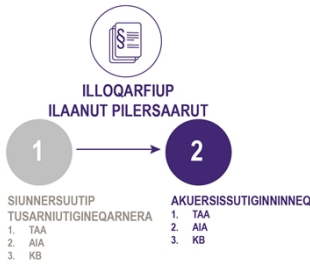 §
ILLOQARFIUP
ILAANUT PILERSAARUT
1
2
SIUNNERSUUTIP
TUSARNIUTIGINEQARNERA
1. TAA
2. AIA
3. KB
AKUERSISSUTIGINNINNEQ
1. TAA
2. AIA
3. KB